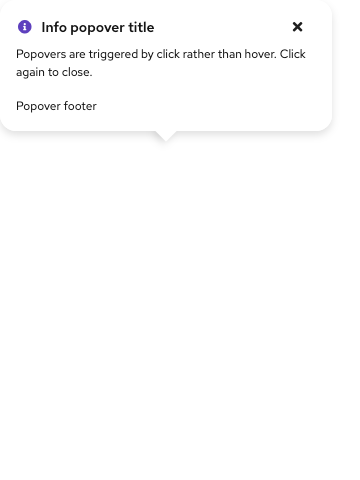 Info popover title
Popovers are triggered by click rather than hover. Click
again to close.
Popover footer